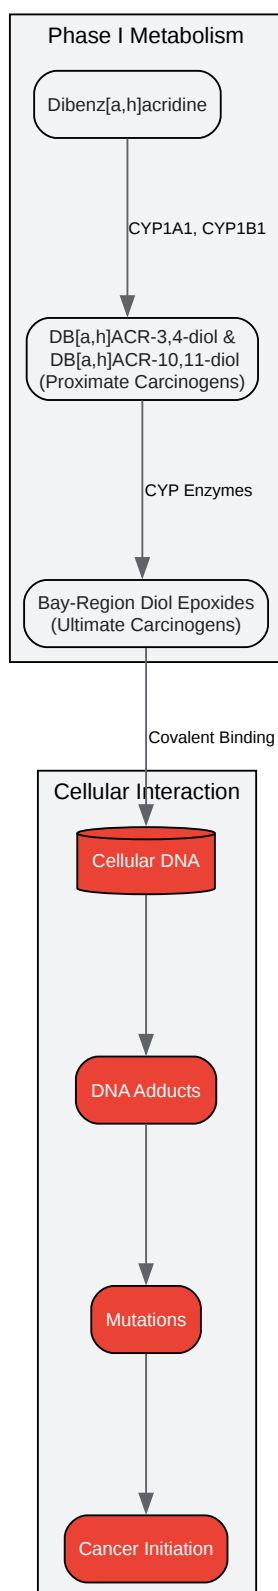 Phase I Metabolism
Dibenz[a,h]acridine
CYP1A1, CYP1B1
DB[a,h]ACR-3,4-diol &
DB[a,h]ACR-10,11-diol
(Proximate Carcinogens)
CYP Enzymes
Bay-Region Diol Epoxides
(Ultimate Carcinogens)
Covalent Binding
Cellular Interaction
Cellular DNA
DNA Adducts
Mutations
Cancer Initiation